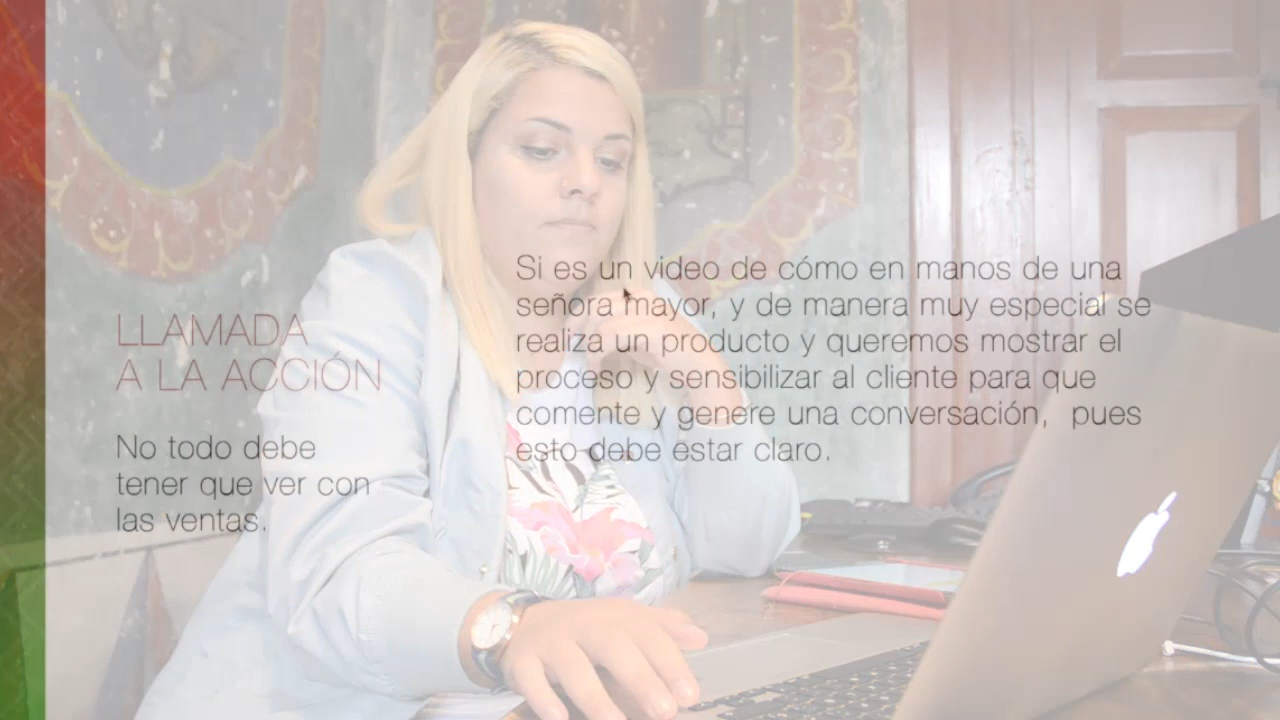 LLAMADA
A LA ACCIÓN
No todo debe
tener que ver con
las ventas.
Si es un video de cómo en manos de una
señora mayor, y de manera muy especial se
realiza un producto y queremos mostrar el
proceso y sensibilizar al cliente para que
comente y genere una conversación, pues
esto debe estar claro.